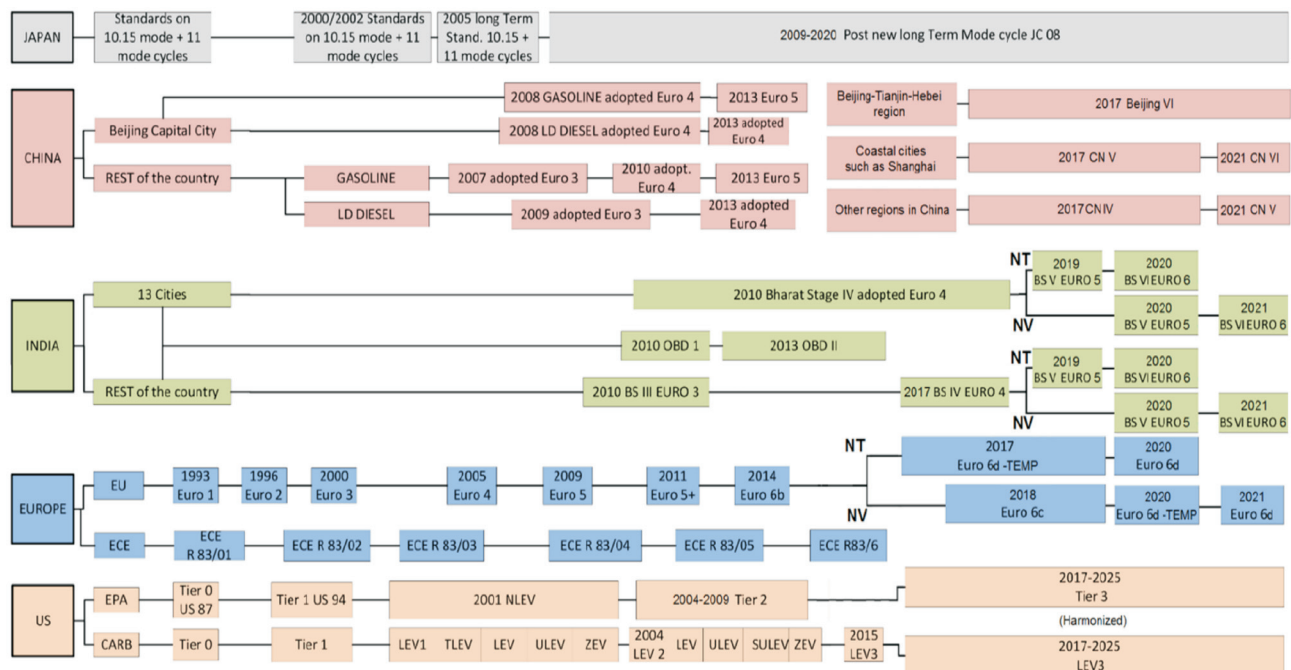 JAPAN
Standards on
10.15 mode + 11
mode cycles
2000/2002 Standards
on 10.15 mode + 11
mode cycles
2005 long Term
Stand. 10.15 +
11 mode cycles
2009-2020 Post new long Term Mode cycle JC 08
CHINA
Beijing Capital City
2008 GASOLINE adopted Euro 4
2013 Euro 5
2008 LD DIESEL adopted Euro 4
2013 adopted
Euro 4
REST of the country
GASOLINE
2007 adopted Euro 3
2010 adopt.
Euro 4
2013 Euro 5
LD DIESEL
2009 adopted Euro 3
2013 adopted
Euro 4
Beijing-Tianjin-Hebei
region
2017 Beijing VI
Coastal cities
such as Shanghai
2017 CN V
2021 CN VI
Other regions in China
2017CNIV
2021 CN V
INDIA
13 Cities
2010 Bharat Stage IV adopted Euro 4
NT
2019
BS V EURO 5
2020
BS VI EURO 6
NV
2020
BS V EURO 5
2021
BS VI EURO 6
2010 OBD 1
2013 OBD II
REST of the country
2010 BS III EURO 3
2017 BS IV EURO 4
NT
2019
BS V EURO 5
2020
BS VI EURO 6
NV
2020
BS V EURO 5
2021
BS VI EURO 6
EUROPE
EU
1993
Euro 1
1996
Euro 2
2000
Euro 3
2005
Euro 4
2009
Euro 5
2011
Euro 5+
2014
Euro 6b
NT
2017
Euro 6d -TEMP
2020
Euro 6d
NV
2018
Euro 6c
2020
Euro 6d -TEMP
2021
Euro 6d
ECE
ECE
R 83/01
ECE R 83/02
ECE R 83/03
ECE R 83/04
ECE R 83/05
ECE R83/6
US
EPA
Tier 0
US 87
Tier 1 US 94
2001 NLEV
2004-2009 Tier 2
2017-2025
Tier 3
(Harmonized)
CARB
Tier 0
Tier 1
LEV1 TLEV LEV ULEV ZEV
2004
LEV 2
LEV ULEV SULEV ZEV
2015
LEV3
2017-2025
LEV3